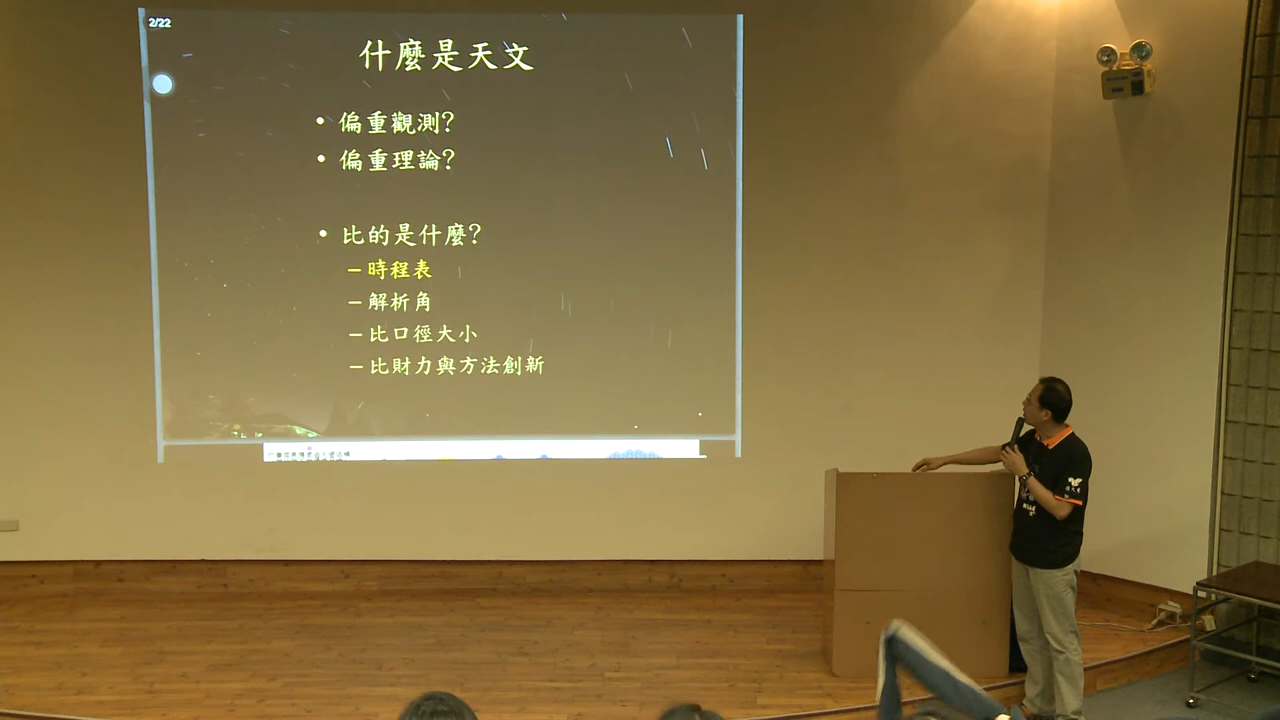 2/22
什麼是天文
• 偏重觀測?
• 偏重理論?
• 比的是什麼?
– 時程表
– 解析角
– 比口徑大小
– 比財力與方法創新